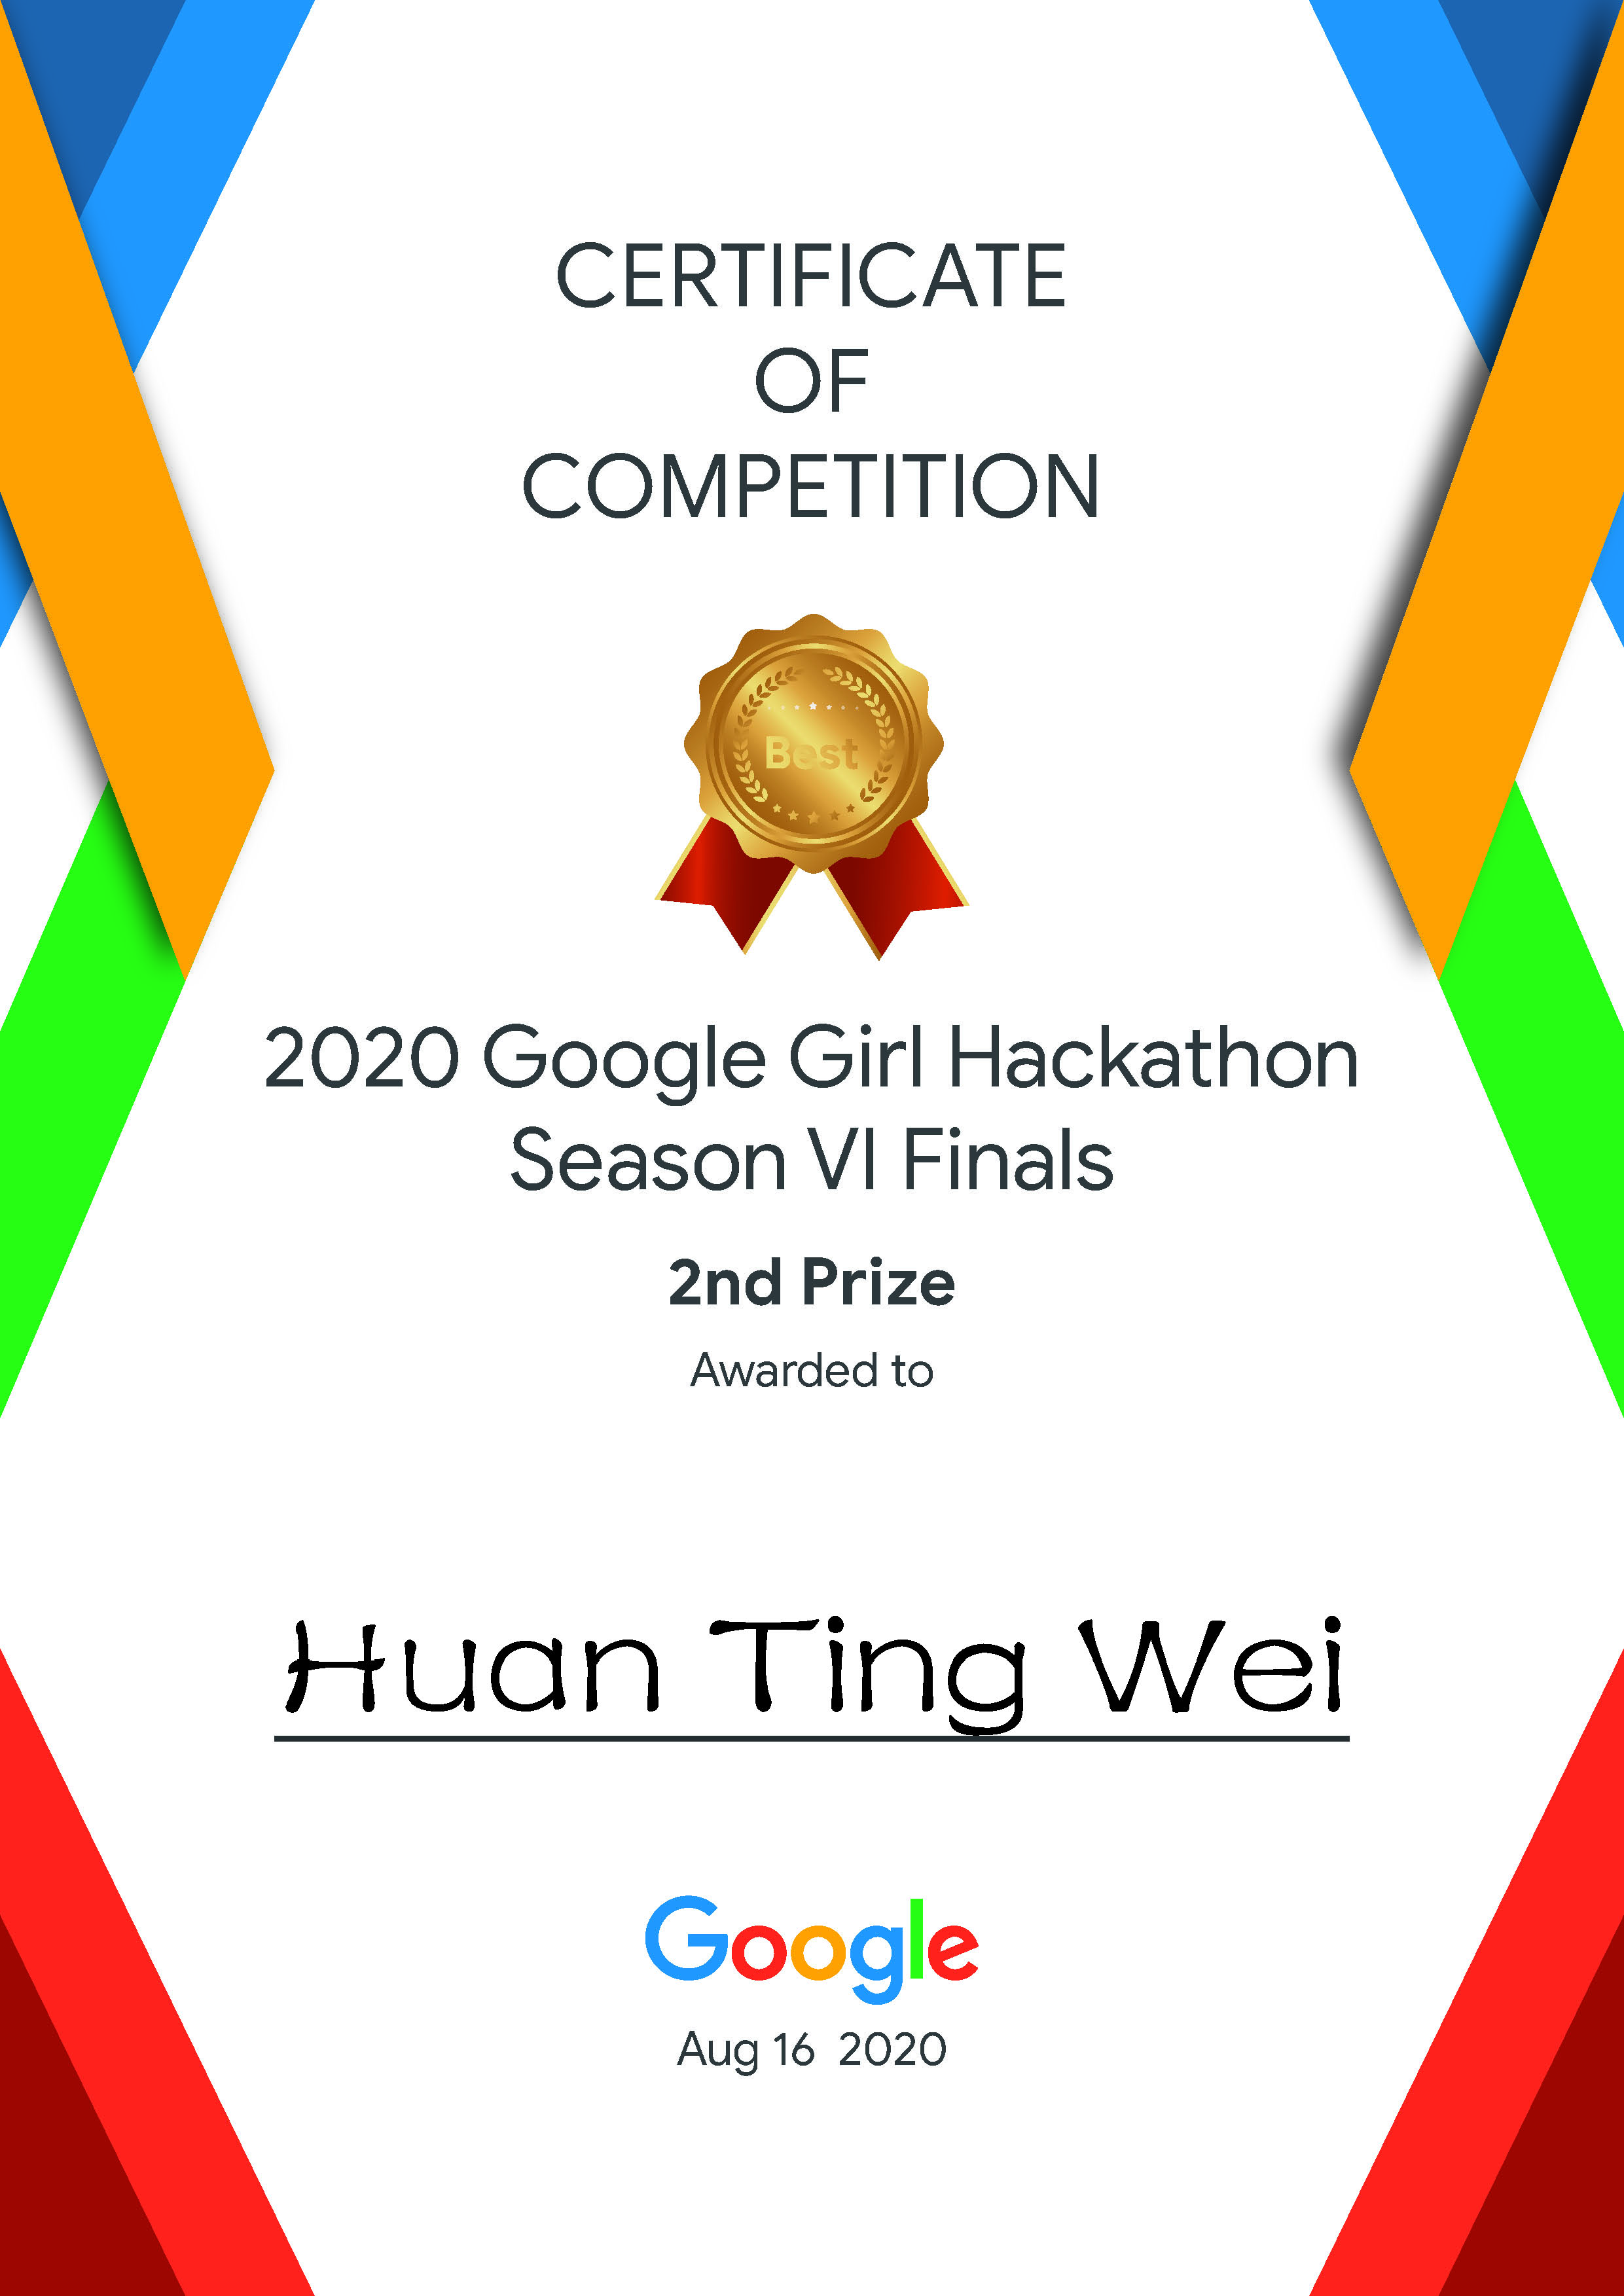 CERTIFICATE
OF
COMPETITION
Best
2020 Google Girl Hackathon
Season VI Finals
2nd Prize
Awarded to
Huan Ting Wei
Google
Aug 16 2020